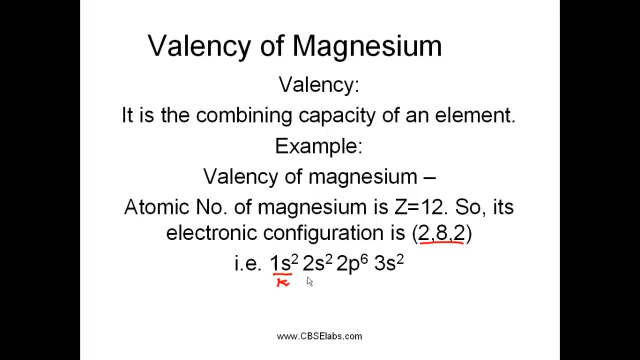 Valency of Magnesium
Valency:
It is the combining capacity of an element.
Example:
Valency of magnesium –
Atomic No. of magnesium is Z=12. So, its
electronic configuration is (2,8,2)
i.e. 1s² 2s² 2p⁶ 3s²
K
www.CBSElabs.com